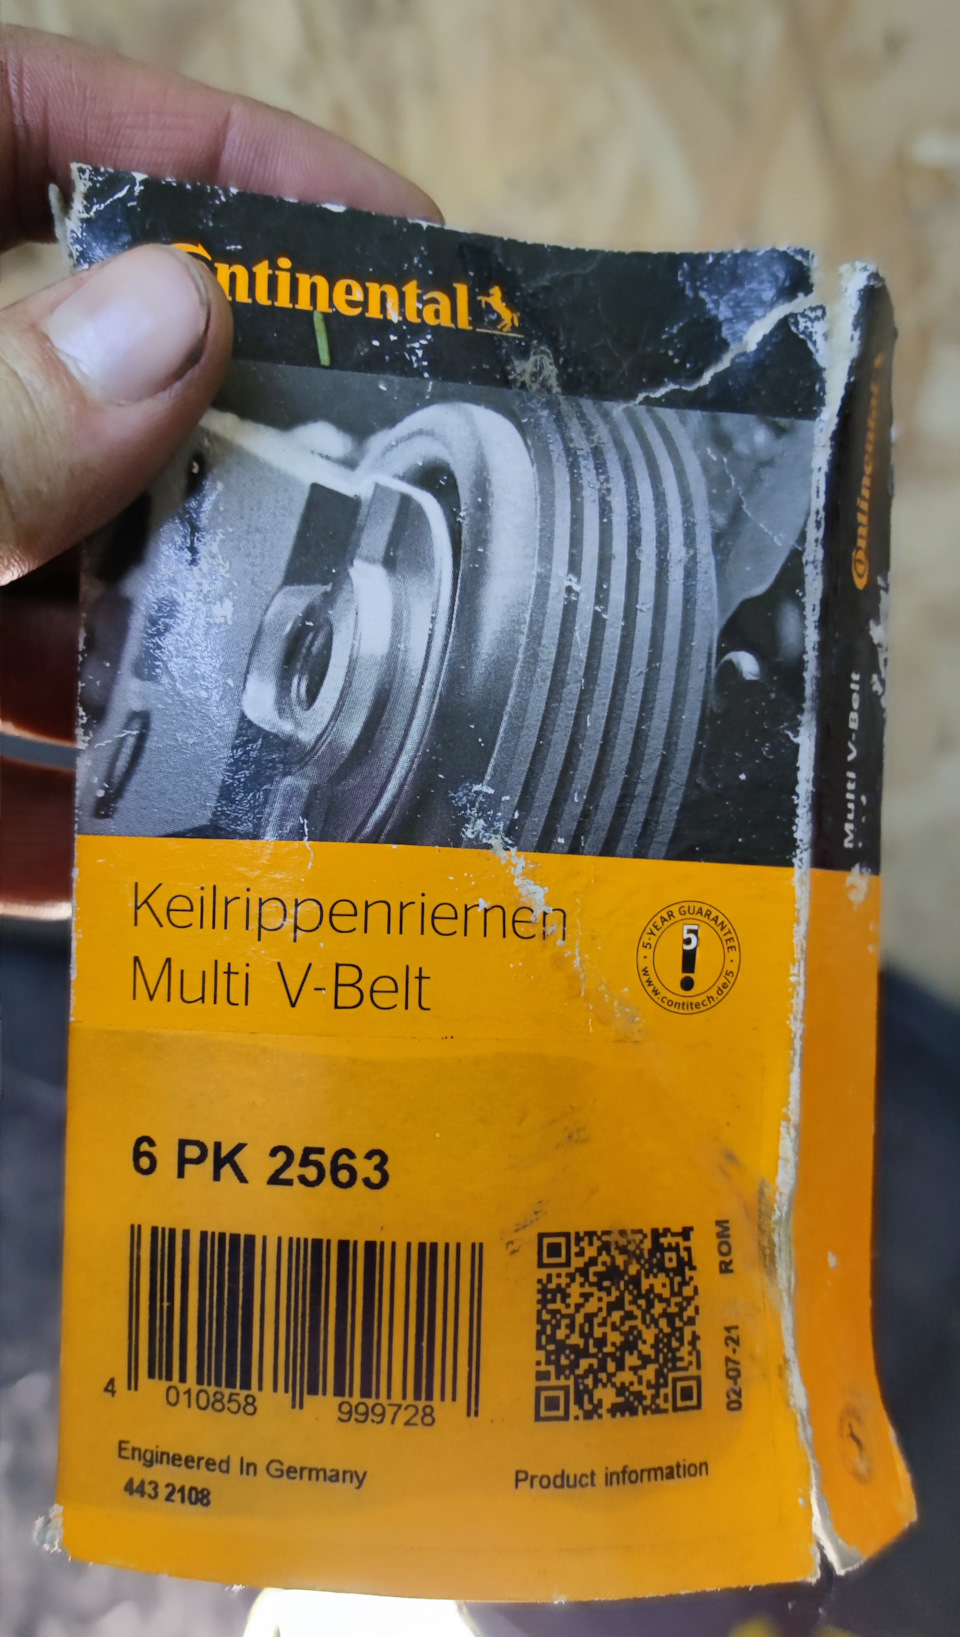 ntinental
Continental
Multi V-Belt
Keilrippenriemen
Multi V-Belt
5-YEAR GUARANTEE
5
www.contitech.de/5
6 PK 2563
4 010858 999728
02-07-21 ROM
Engineered In Germany
443 2108
Product information